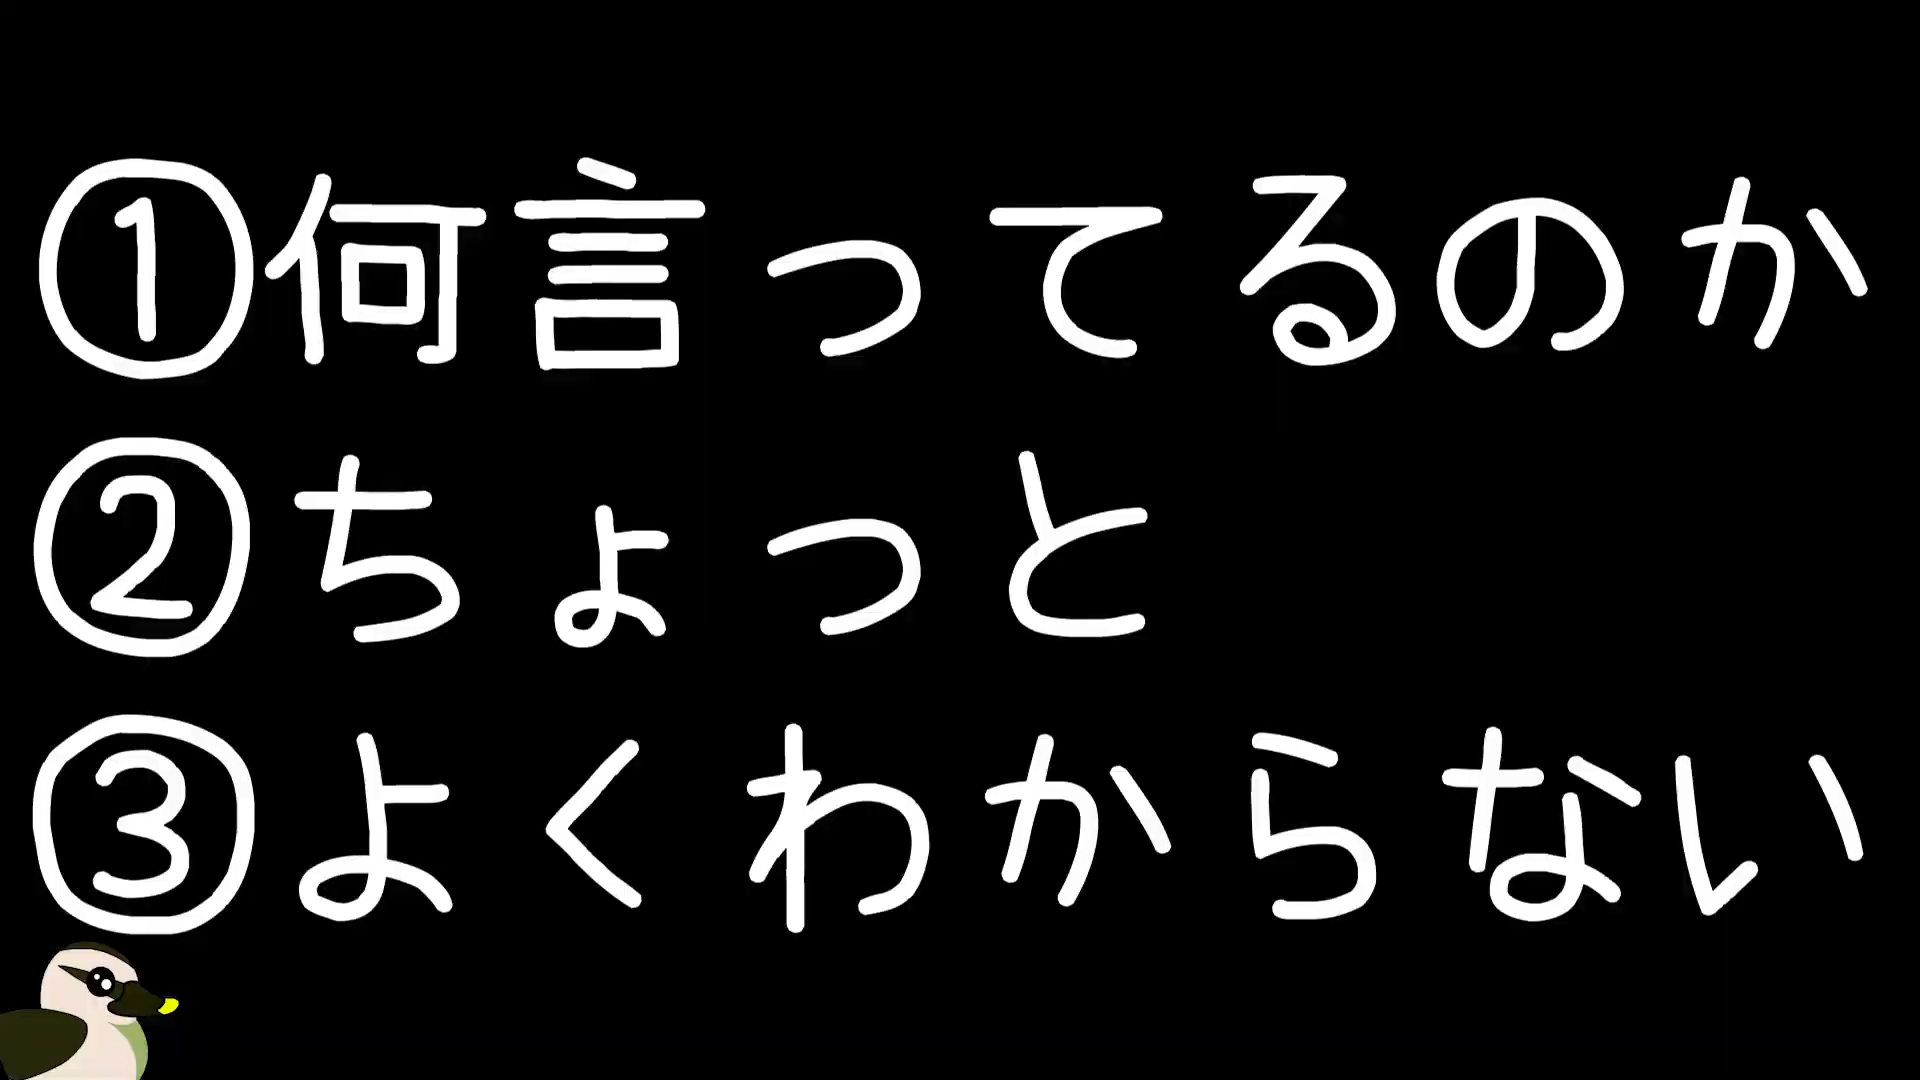 ①何言ってるのか
②ちょっと
③よくわからない